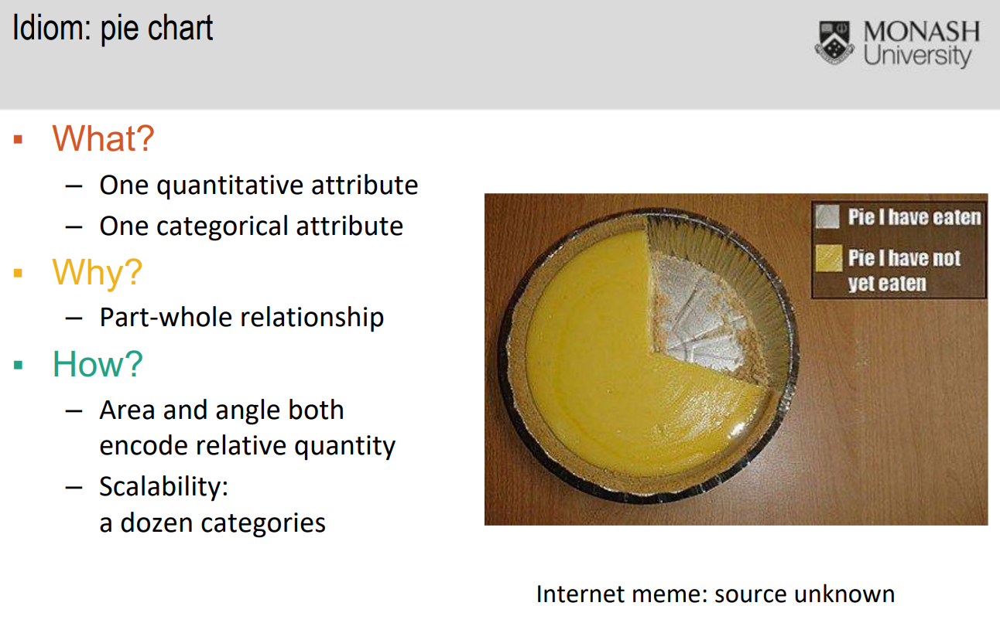 Idiom: pie chart
MONASH
University
▪ What?
– One quantitative attribute
– One categorical attribute
▪ Why?
– Part-whole relationship
▪ How?
– Area and angle both
encode relative quantity
– Scalability:
a dozen categories
Pie I have eaten
Pie I have not
yet eaten
Internet meme: source unknown